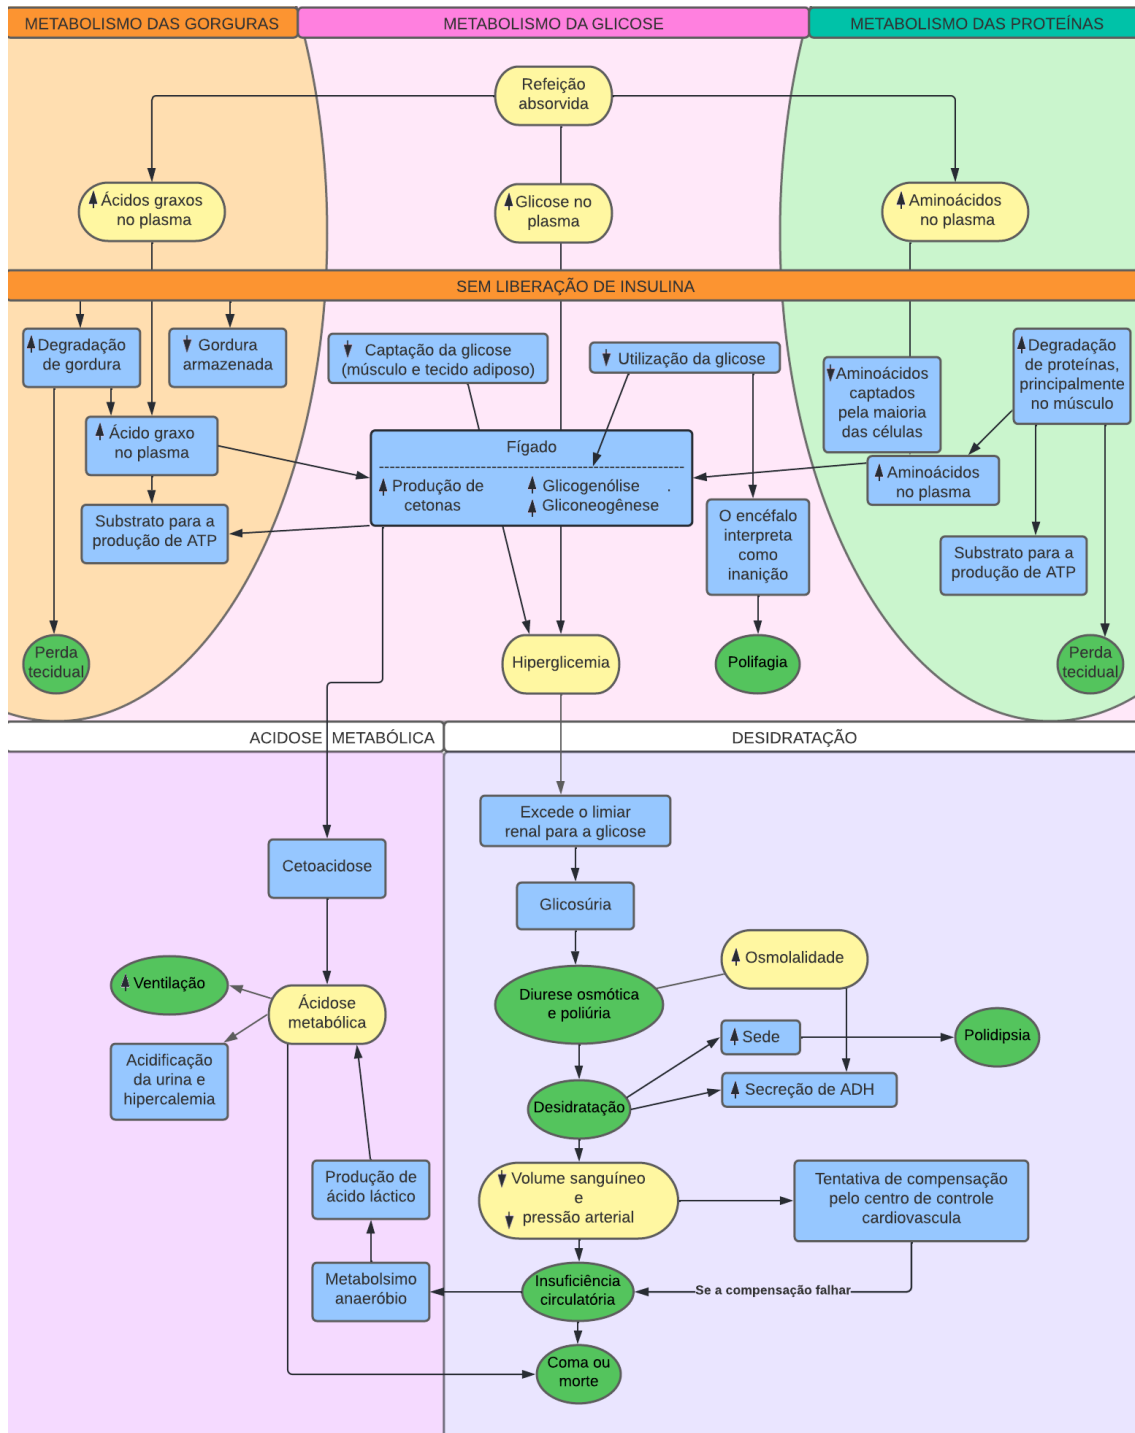 METABOLISMO DAS GORGURAS
METABOLISMO DA GLICOSE
METABOLISMO DAS PROTEÍNAS
Refeição
absorvida
Ácidos graxos
no plasma
Glicose no
plasma
Aminoácidos
no plasma
SEM LIBERAÇÃO DE INSULINA
Degradação
de gordura
Gordura
armazenada
Captação da glicose
(músculo e tecido adiposo)
Utilização da glicose
Aminoácidos
captados
pela maioria
das células
Degradação
de proteínas,
principalmente
no músculo
Ácido graxo
no plasma
Fígado
Produção de
cetonas
Glicogenólise .
Gliconeogênese
Aminoácidos
no plasma
Substrato para a
produção de ATP
O encéfalo
interpreta
como
inanição
Substrato para a
produção de ATP
Perda
tecidual
Hiperglicemia
Polifagia
Perda
tecidual
ACIDOSE METABÓLICA
DESIDRATAÇÃO
Excede o limiar
renal para a glicose
Cetoacidose
Glicosúria
Ventilação
Ácidose
metabólica
Diurese osmótica
e poliúria
Osmolalidade
Sede
Polidipsia
Acidificação
da urina e
hipercalemia
Desidratação
Secreção de ADH
Produção de
ácido láctico
Volume sanguíneo
e
pressão arterial
Tentativa de compensação
pelo centro de controle
cardiovascula
Metabolsimo
anaeróbio
Insuficiência
circulatória
Se a compensação falhar
Coma ou
morte